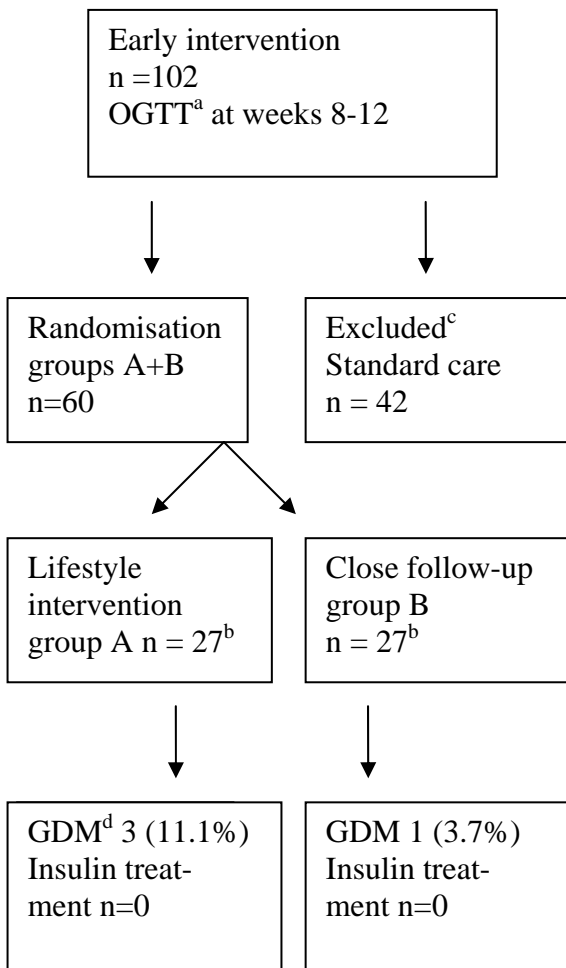 Early intervention
n =102
OGTTᵃ at weeks 8-12
Randomisation
groups A+B
n=60
Excludedᶜ
Standard care
n = 42
Lifestyle
intervention
group A n = 27ᵇ
Close follow-up
group B
n = 27ᵇ
GDMᵈ 3 (11.1%)
Insulin treat-
ment n=0
GDM 1 (3.7%)
Insulin treat-
ment n=0